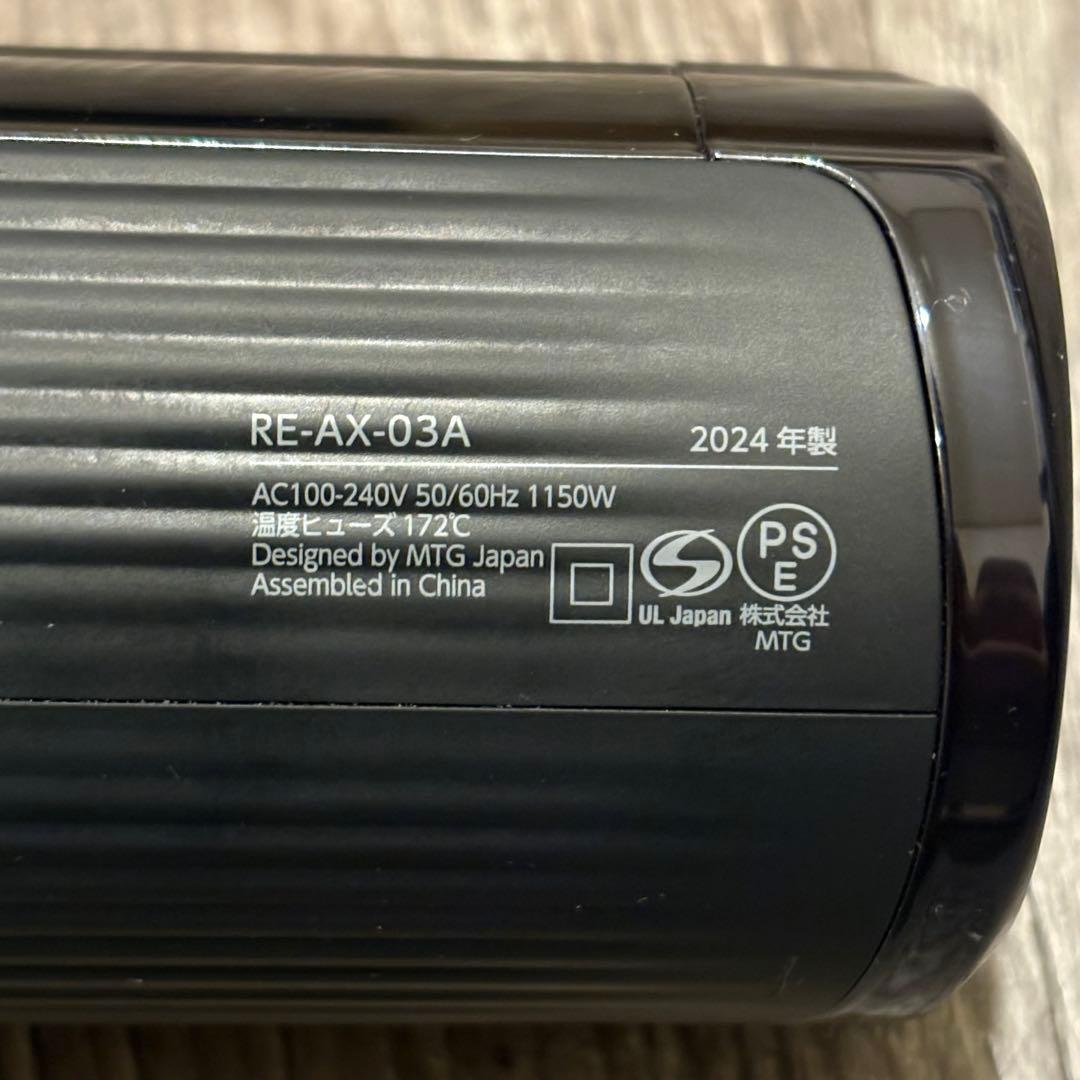 RE-AX-03A
2024 年製
AC100-240V 50/60Hz 1150W
温度ヒューズ 172℃
Designed by MTG Japan
Assembled in China
UL Japan
PSE
株式会社
MTG